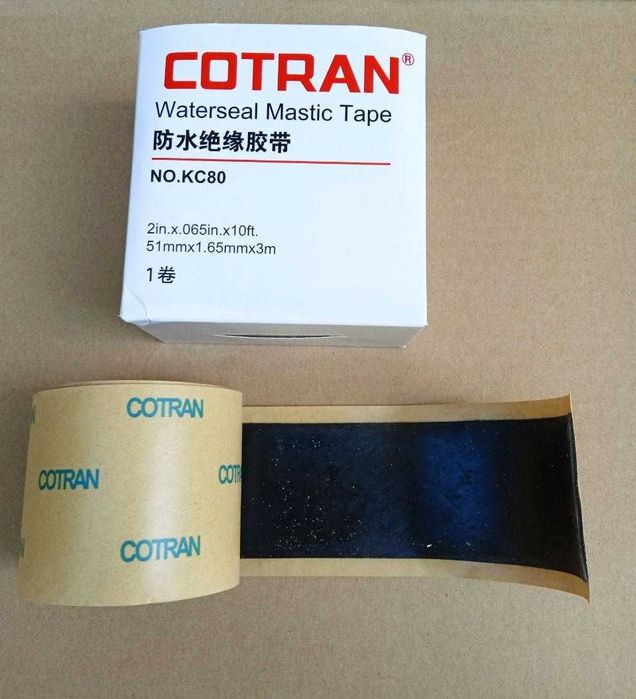 COTRAN®
Waterseal Mastic Tape
防水绝缘胶带
NO.KC80
2in.x.065in.x10ft.
51mmx1.65mmx3m
1卷
COTRAN
COTRAN
COTRAN
COTRAN